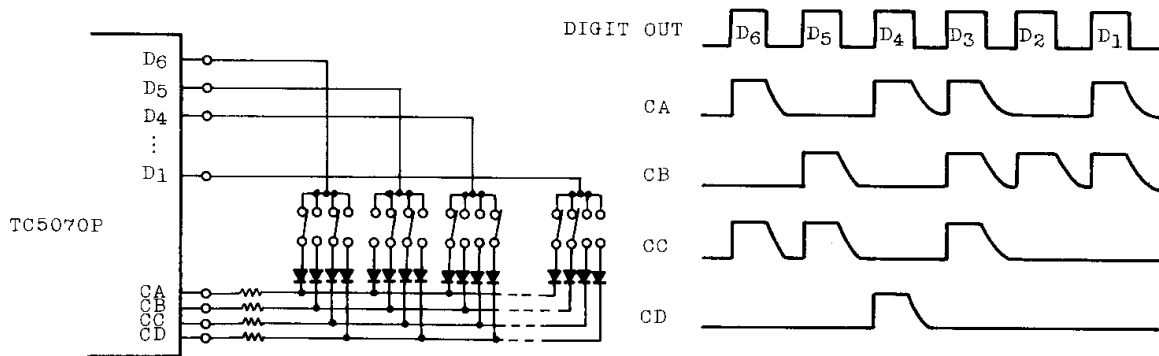 TC5070P
D6
D5
D4
⋮
D1
CA
CB
CC
CD
DIGIT OUT
D6 D5 D4 D3 D2 D1
CA
CB
CC
CD